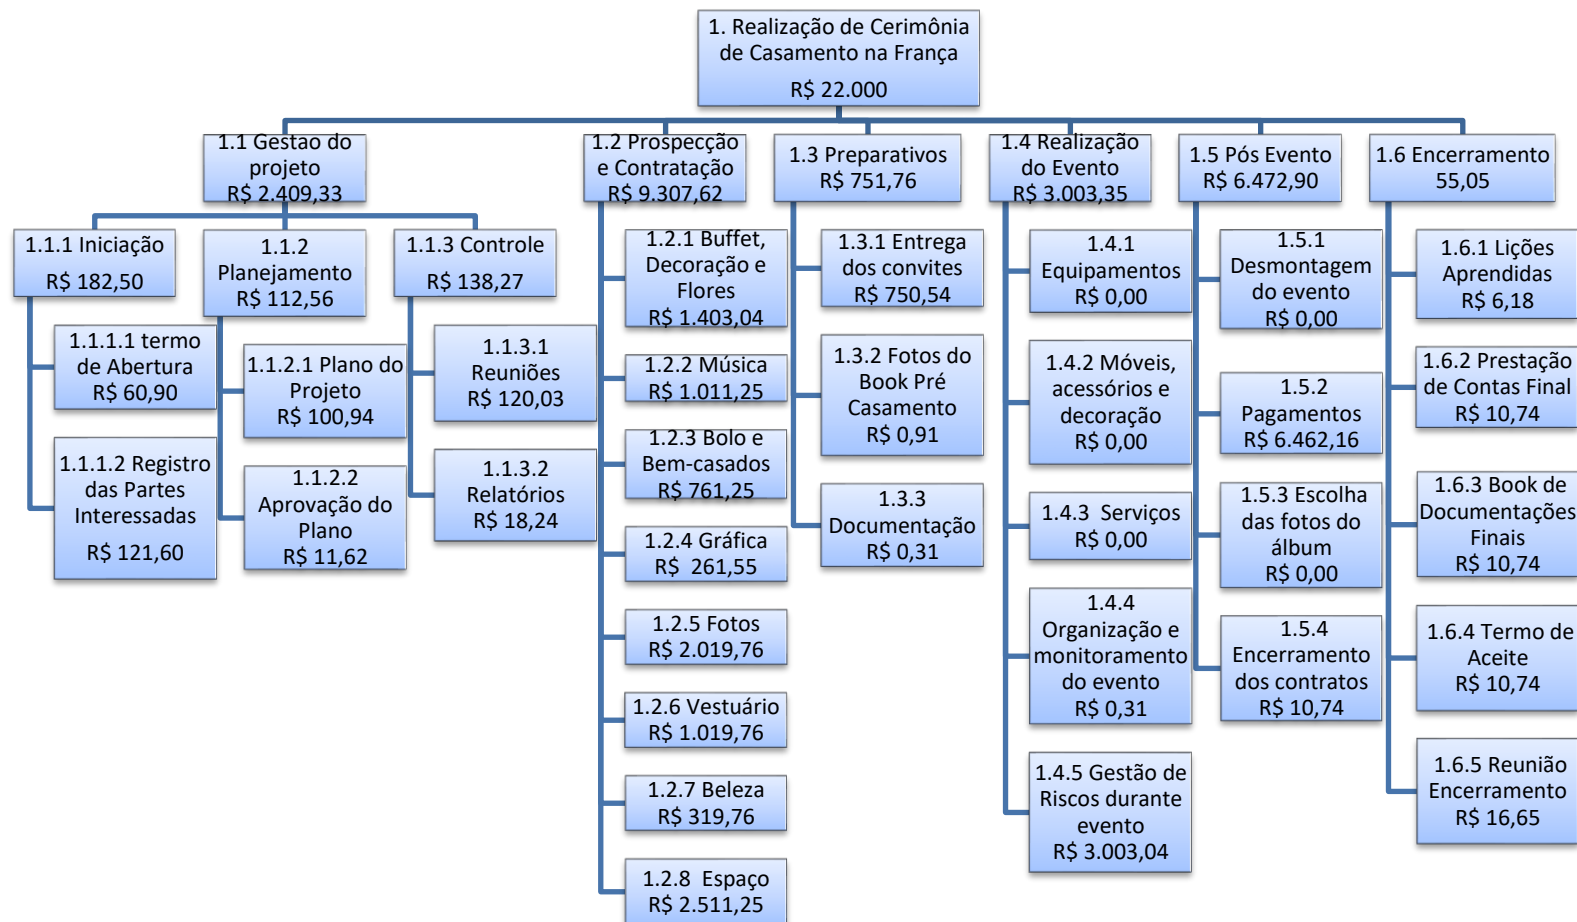 1. Realização de Cerimônia
de Casamento na França
R$ 22.000
1.1 Gestao do
projeto
R$ 2.409,33
1.1.1 Iniciação
R$ 182,50
1.1.1.1 termo
de Abertura
R$ 60,90
1.1.1.2 Registro
das Partes
Interessadas
R$ 121,60
1.1.2
Planejamento
R$ 112,56
1.1.2.1 Plano do
Projeto
R$ 100,94
1.1.2.2
Aprovação do
Plano
R$ 11,62
1.1.3 Controle
R$ 138,27
1.1.3.1
Reuniões
R$ 120,03
1.1.3.2
Relatórios
R$ 18,24
1.2 Prospecção
e Contratação
R$ 9.307,62
1.2.1 Buffet,
Decoração e
Flores
R$ 1.403,04
1.2.2 Música
R$ 1.011,25
1.2.3 Bolo e
Bem-casados
R$ 761,25
1.2.4 Gráfica
R$ 261,55
1.2.5 Fotos
R$ 2.019,76
1.2.6 Vestuário
R$ 1.019,76
1.2.7 Beleza
R$ 319,76
1.2.8 Espaço
R$ 2.511,25
1.3 Preparativos
R$ 751,76
1.3.1 Entrega
dos convites
R$ 750,54
1.3.2 Fotos do
Book Pré
Casamento
R$ 0,91
1.3.3
Documentação
R$ 0,31
1.4 Realização
do Evento
R$ 3.003,35
1.4.1
Equipamentos
R$ 0,00
1.4.2 Móveis,
acessórios e
decoração
R$ 0,00
1.4.3 Serviços
R$ 0,00
1.4.4
Organização e
monitoramento
do evento
R$ 0,31
1.4.5 Gestão de
Riscos durante
evento
R$ 3.003,04
1.5 Pós Evento
R$ 6.472,90
1.5.1
Desmontagem
do evento
R$ 0,00
1.5.2
Pagamentos
R$ 6.462,16
1.5.3 Escolha
das fotos do
álbum
R$ 0,00
1.5.4
Encerramento
dos contratos
R$ 10,74
1.6 Encerramento
55,05
1.6.1 Lições
Aprendidas
R$ 6,18
1.6.2 Prestação
de Contas Final
R$ 10,74
1.6.3 Book de
Documentações
Finais
R$ 10,74
1.6.4 Termo de
Aceite
R$ 10,74
1.6.5 Reunião
Encerramento
R$ 16,65